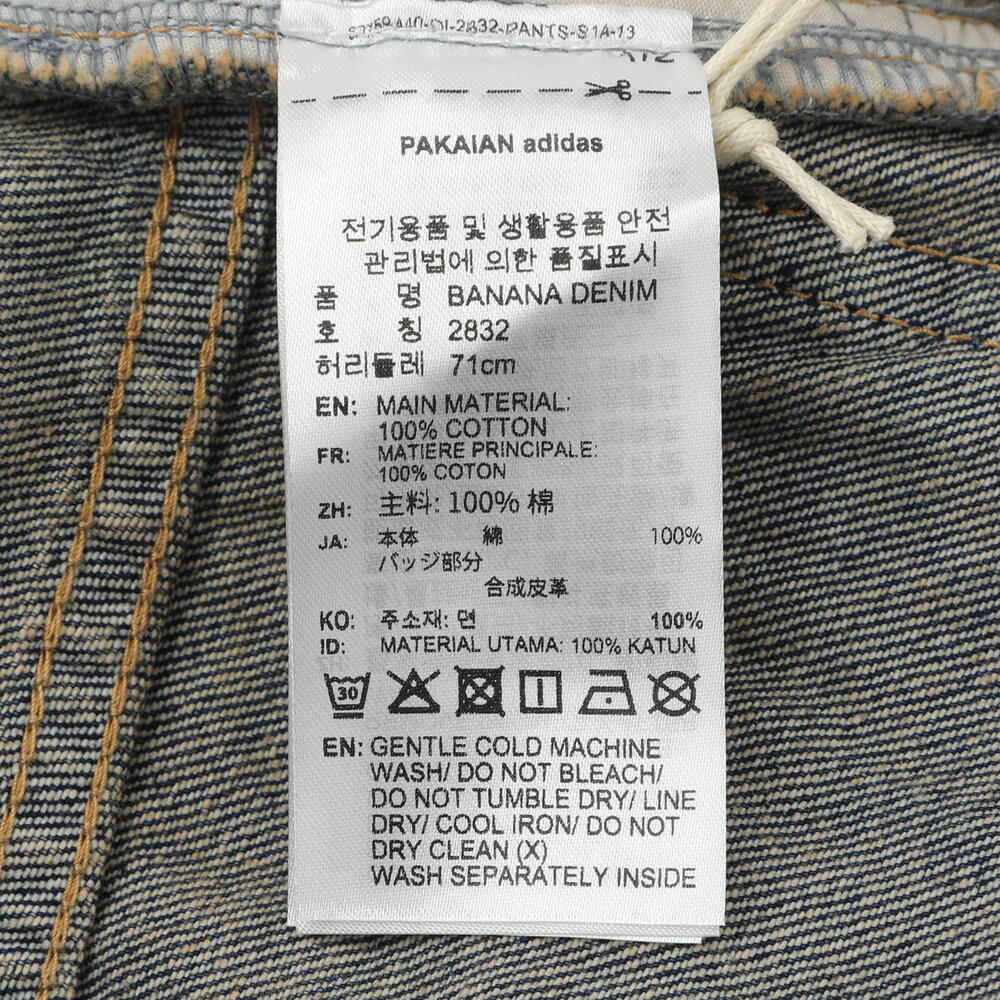 2832-PANTS-S1A-13
PAKAIAN adidas
전기용품 및 생활용품 안전
관리법에 의한 품질표시
품 명 BANANA DENIM
호 칭 2832
허리둘레 71cm
EN: MAIN MATERIAL:
100% COTTON
FR: MATIERE PRINCIPALE:
100% COTON
ZH: 主料: 100% 棉
JA: 本体 綿 100%
バッジ部分
合成皮革
KO: 주소재: 면 100%
ID: MATERIAL UTAMA: 100% KATUN
30
EN: GENTLE COLD MACHINE
WASH/ DO NOT BLEACH/
DO NOT TUMBLE DRY/ LINE
DRY/ COOL IRON/ DO NOT
DRY CLEAN (X)
WASH SEPARATELY INSIDE